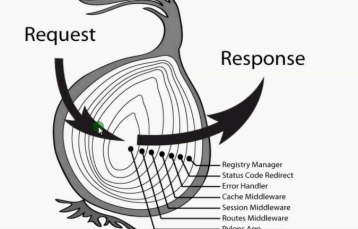 Request
Response
Registry Manager
Status Code Redirect
Error Handler
Cache Middleware
Session Middleware
Routes Middleware
Pylons App